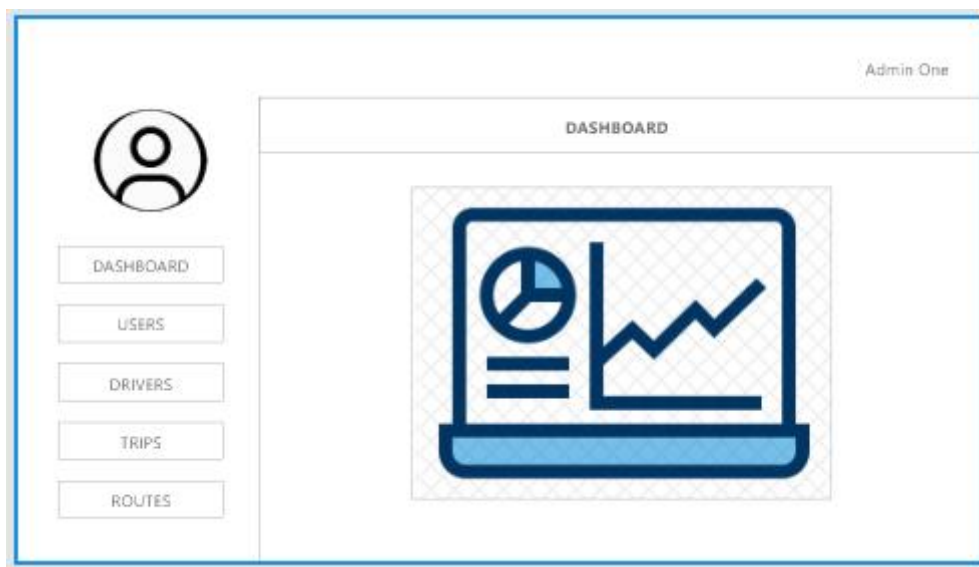 Admin One
DASHBOARD
DASHBOARD
USERS
DRIVERS
TRIPS
ROUTES